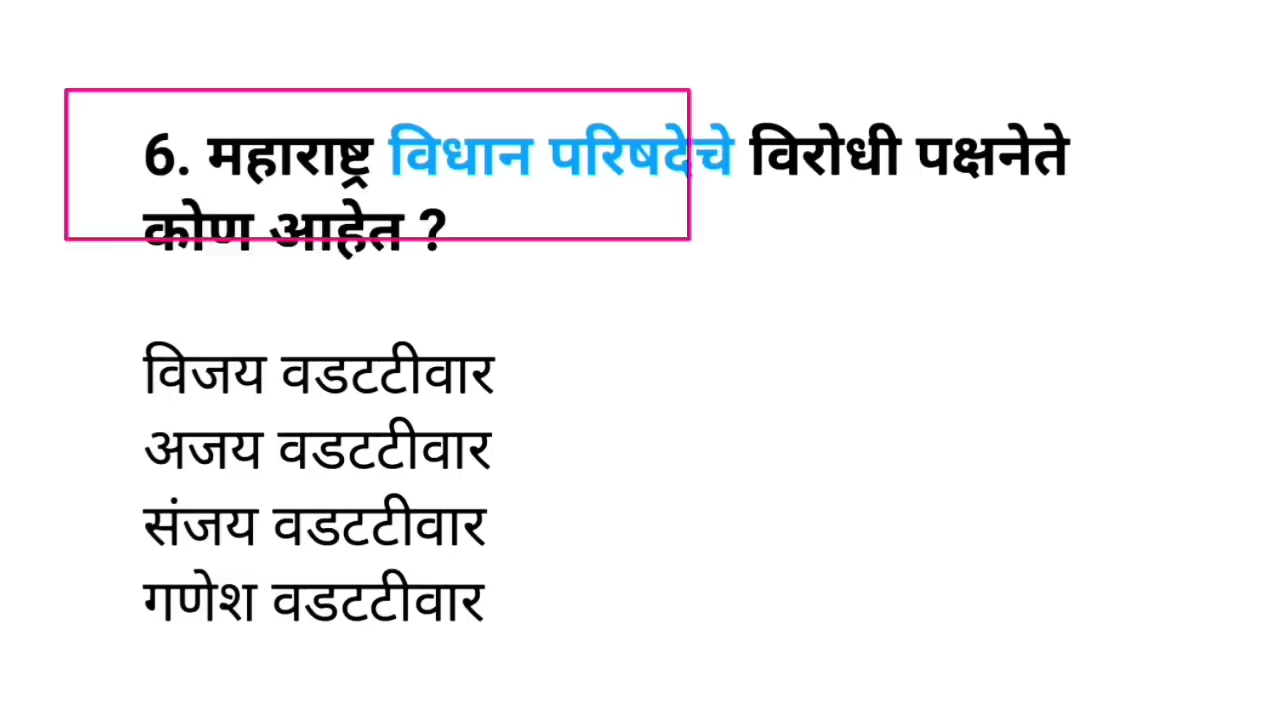 6. महाराष्ट्र विधान परिषदेचे विरोधी पक्षनेते
कोण आहेत ?
विजय वडटटीवार
अजय वडटटीवार
संजय वडटटीवार
गणेश वडटटीवार